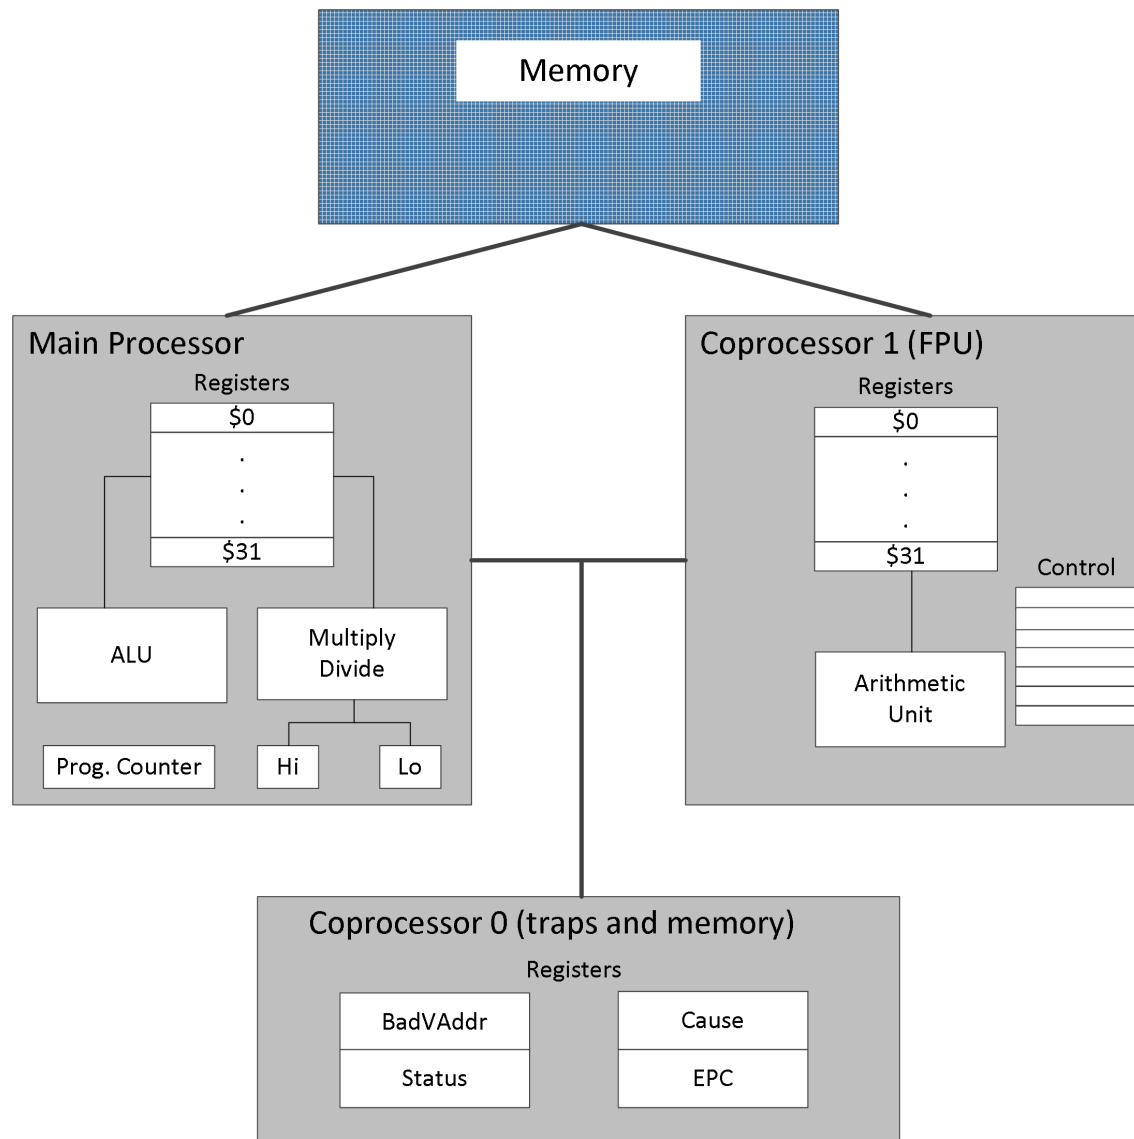 Memory
Main Processor
Registers
$0
.
.
.
$31
ALU
Multiply
Divide
Prog. Counter
Hi
Lo
Coprocessor 1 (FPU)
Registers
$0
.
.
.
$31
Control
Arithmetic
Unit
Coprocessor 0 (traps and memory)
Registers
BadVAddr
Cause
Status
EPC